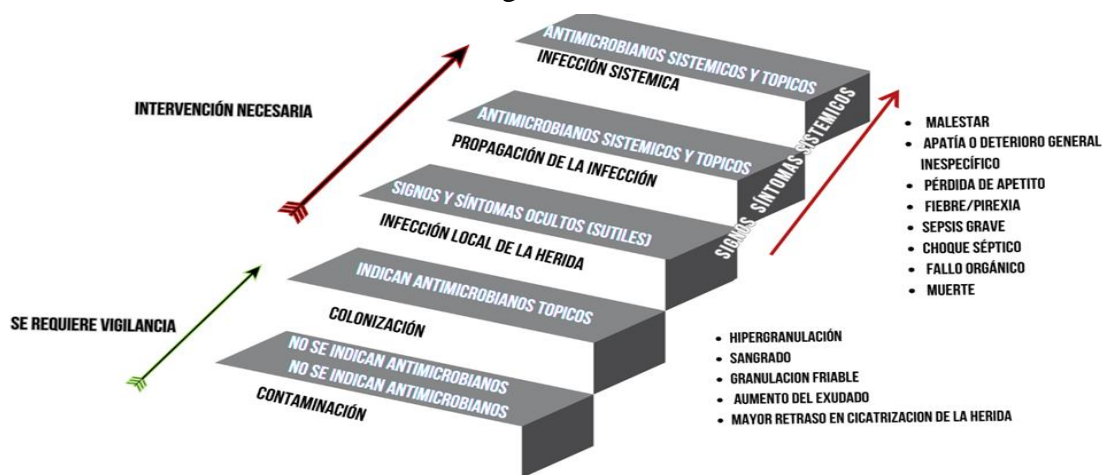 ANTIMICROBIANOS SISTEMICOS Y TOPICOS
INFECCIÓN SISTEMICA
INTERVENCIÓN NECESARIA
ANTIMICROBIANOS SISTEMICOS Y TOPICOS
PROPAGACIÓN DE LA INFECCIÓN
SIGNOS Y SÍNTOMAS OCULTOS (SUTILES)
INFECCIÓN LOCAL DE LA HERIDA
INDICAN ANTIMICROBIANOS TOPICOS
COLONIZACIÓN
SE REQUIERE VIGILANCIA
NO SE INDICAN ANTIMICROBIANOS
NO SE INDICAN ANTIMICROBIANOS
CONTAMINACIÓN
SIGNOS SÍNTOMAS SISTEMICOS
• MALESTAR
• APATÍA O DETERIORO GENERAL
INESPECÍFICO
• PÉRDIDA DE APETITO
• FIEBRE/PIREXIA
• SEPSIS GRAVE
• CHOQUE SÉPTICO
• FALLO ORGÁNICO
• MUERTE
• HIPERGRANULACIÓN
• SANGRADO
• GRANULACION FRIABLE
• AUMENTO DEL EXUDADO
• MAYOR RETRASO EN CICATRIZACION DE LA HERIDA